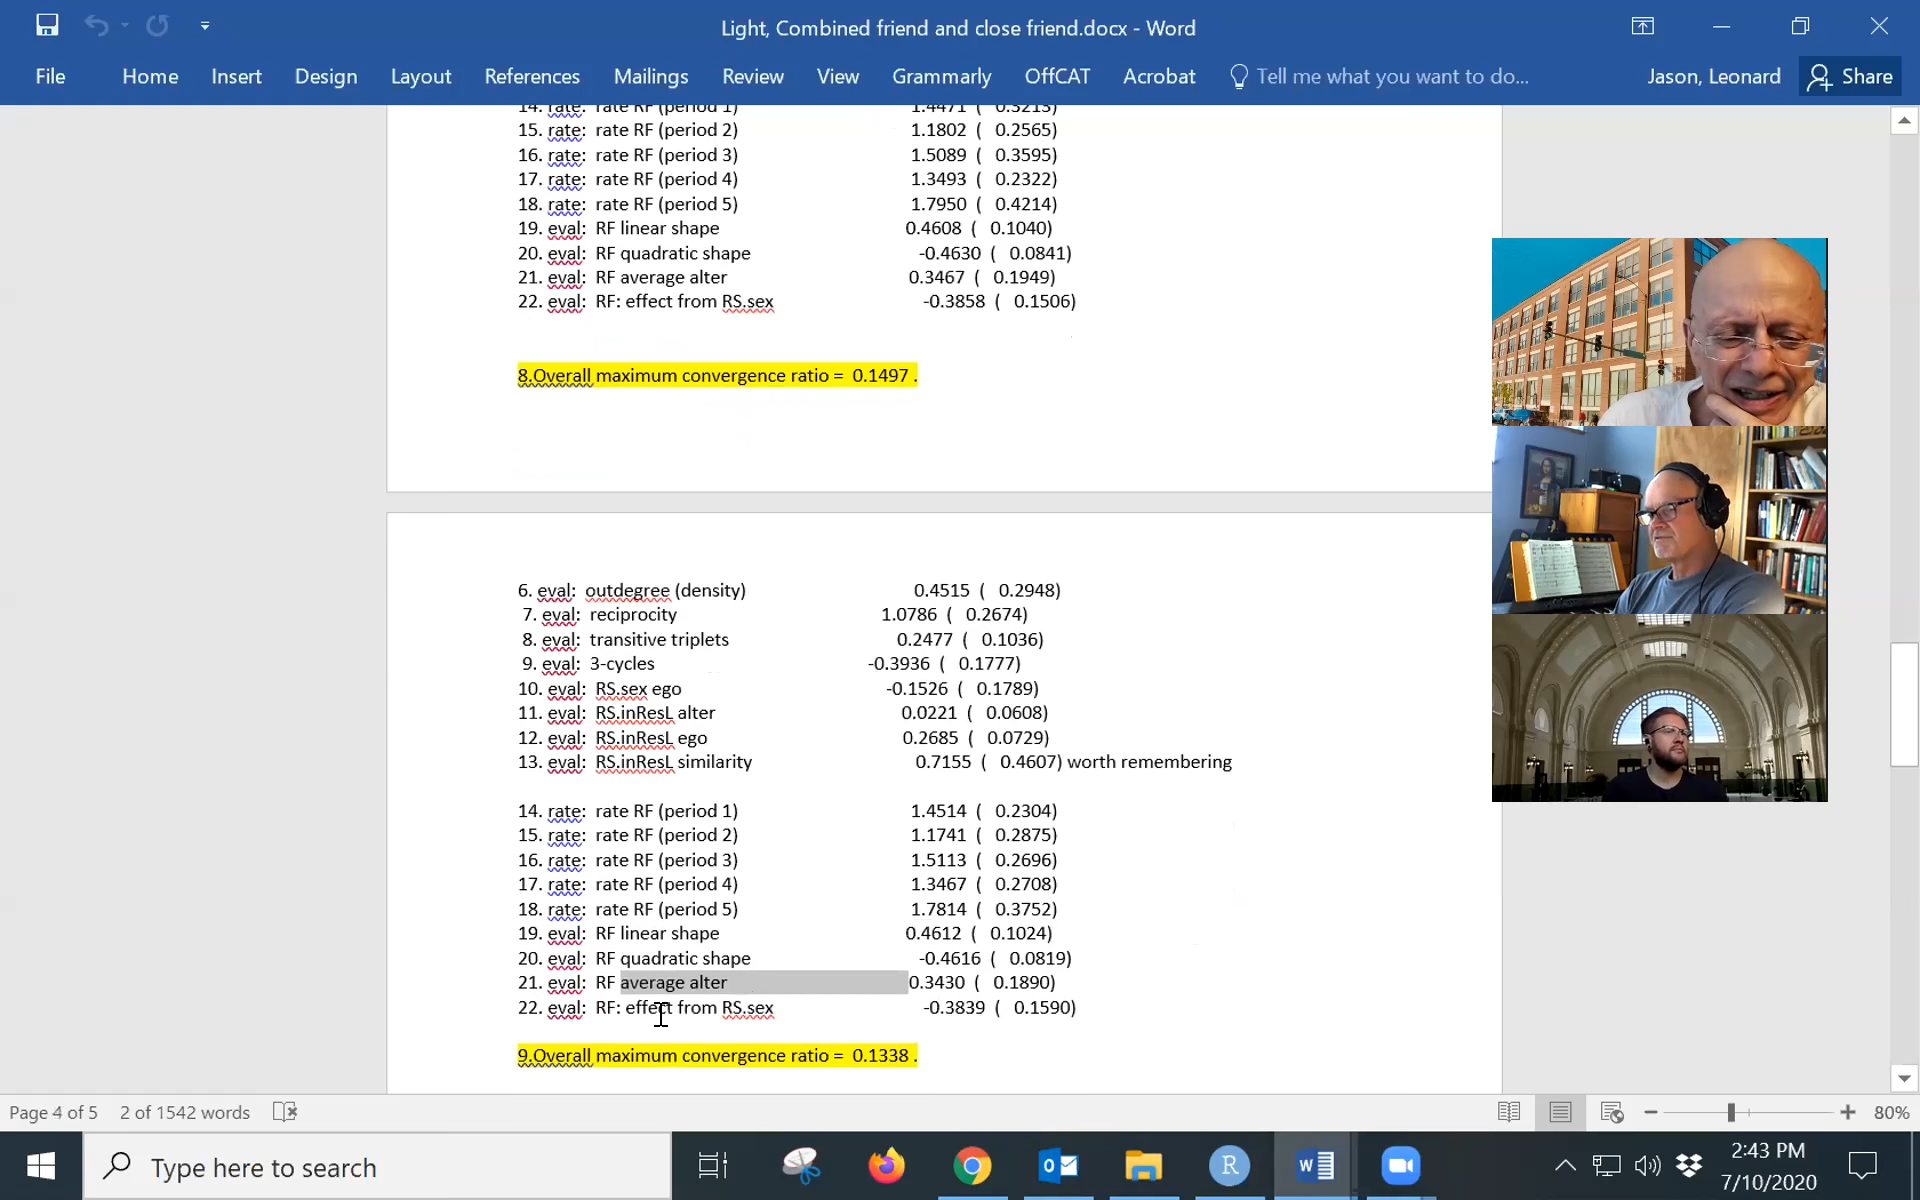 Light, Combined friend and close friend.docx - Word
File Home Insert Design Layout References Mailings Review View Grammarly OffCAT Acrobat Tell me what you want to do... Jason, Leonard Share
14. rate: rate RF (period 1) 1.4471 ( 0.3213)
15. rate: rate RF (period 2) 1.1802 ( 0.2565)
16. rate: rate RF (period 3) 1.5089 ( 0.3595)
17. rate: rate RF (period 4) 1.3493 ( 0.2322)
18. rate: rate RF (period 5) 1.7950 ( 0.4214)
19. eval: RF linear shape 0.4608 ( 0.1040)
20. eval: RF quadratic shape -0.4630 ( 0.0841)
21. eval: RF average alter 0.3467 ( 0.1949)
22. eval: RF: effect from RS.sex -0.3858 ( 0.1506)
8.Overall maximum convergence ratio = 0.1497 .
6. eval: outdegree (density) 0.4515 ( 0.2948)
7. eval: reciprocity 1.0786 ( 0.2674)
8. eval: transitive triplets 0.2477 ( 0.1036)
9. eval: 3-cycles -0.3936 ( 0.1777)
10. eval: RS.sex ego -0.1526 ( 0.1789)
11. eval: RS.inResL alter 0.0221 ( 0.0608)
12. eval: RS.inResL ego 0.2685 ( 0.0729)
13. eval: RS.inResL similarity 0.7155 ( 0.4607) worth remembering
14. rate: rate RF (period 1) 1.4514 ( 0.2304)
15. rate: rate RF (period 2) 1.1741 ( 0.2875)
16. rate: rate RF (period 3) 1.5113 ( 0.2696)
17. rate: rate RF (period 4) 1.3467 ( 0.2708)
18. rate: rate RF (period 5) 1.7814 ( 0.3752)
19. eval: RF linear shape 0.4612 ( 0.1024)
20. eval: RF quadratic shape -0.4616 ( 0.0819)
21. eval: RF average alter 0.3430 ( 0.1890)
22. eval: RF: effect from RS.sex -0.3839 ( 0.1590)
9.Overall maximum convergence ratio = 0.1338 .
Page 4 of 5 2 of 1542 words 80%
Type here to search 2:43 PM
7/10/2020